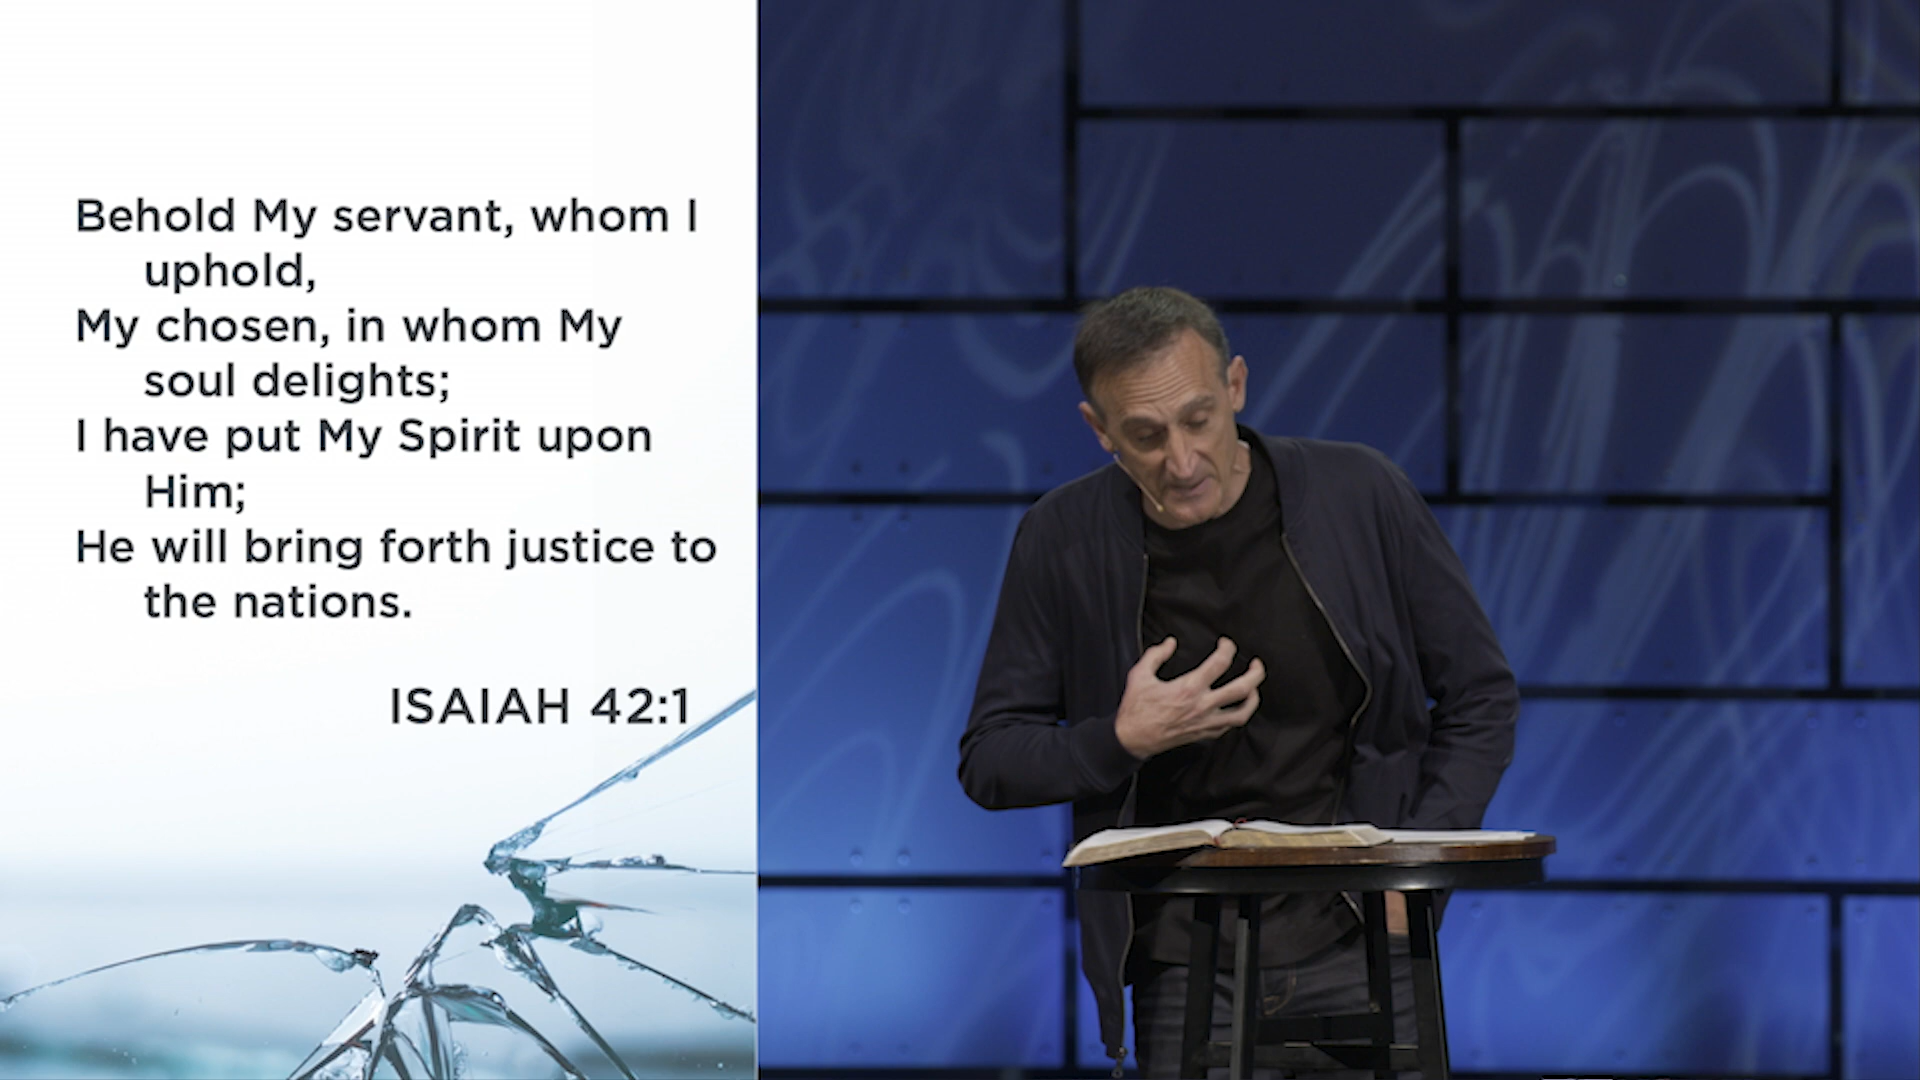 Behold My servant, whom I
uphold,
My chosen, in whom My
soul delights;
I have put My Spirit upon
Him;
He will bring forth justice to
the nations.
ISAIAH 42:1